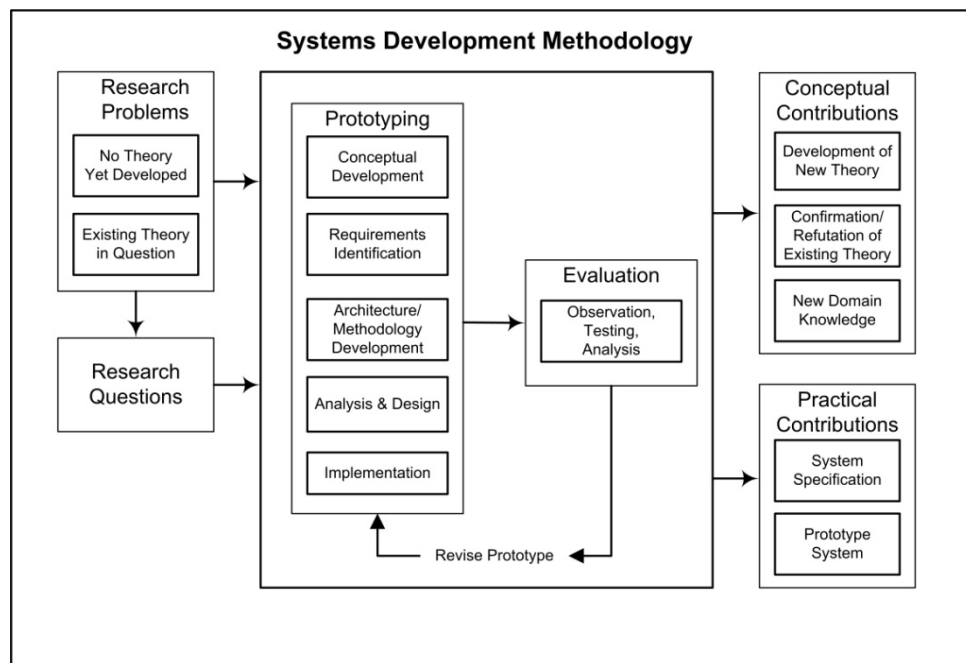 Systems Development Methodology
Research
Problems
No Theory
Yet Developed
Existing Theory
in Question
Research
Questions
Prototyping
Conceptual
Development
Requirements
Identification
Architecture/
Methodology
Development
Analysis & Design
Implementation
Evaluation
Observation,
Testing,
Analysis
Revise Prototype
Conceptual
Contributions
Development of
New Theory
Confirmation/
Refutation of
Existing Theory
New Domain
Knowledge
Practical
Contributions
System
Specification
Prototype
System